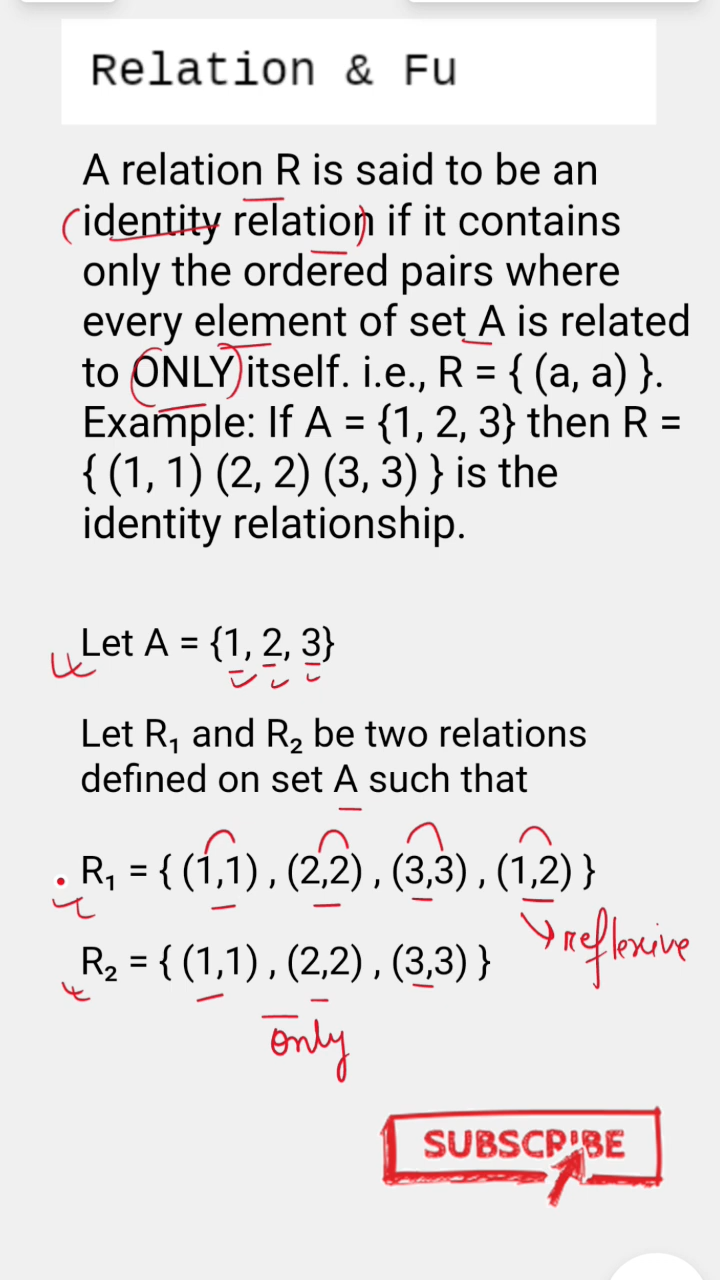 Relation & Fu
A relation R is said to be an
identity relation if it contains
only the ordered pairs where
every element of set A is related
to ONLY itself. i.e., R = { (a, a) }.
Example: If A = {1, 2, 3} then R =
{ (1, 1) (2, 2) (3, 3) } is the
identity relationship.
Let A = {1, 2, 3}
Let R₁ and R₂ be two relations
defined on set A such that
R₁ = { (1,1) , (2,2) , (3,3) , (1,2) }
reflexive
R₂ = { (1,1) , (2,2) , (3,3) }
only
SUBSCRIBE